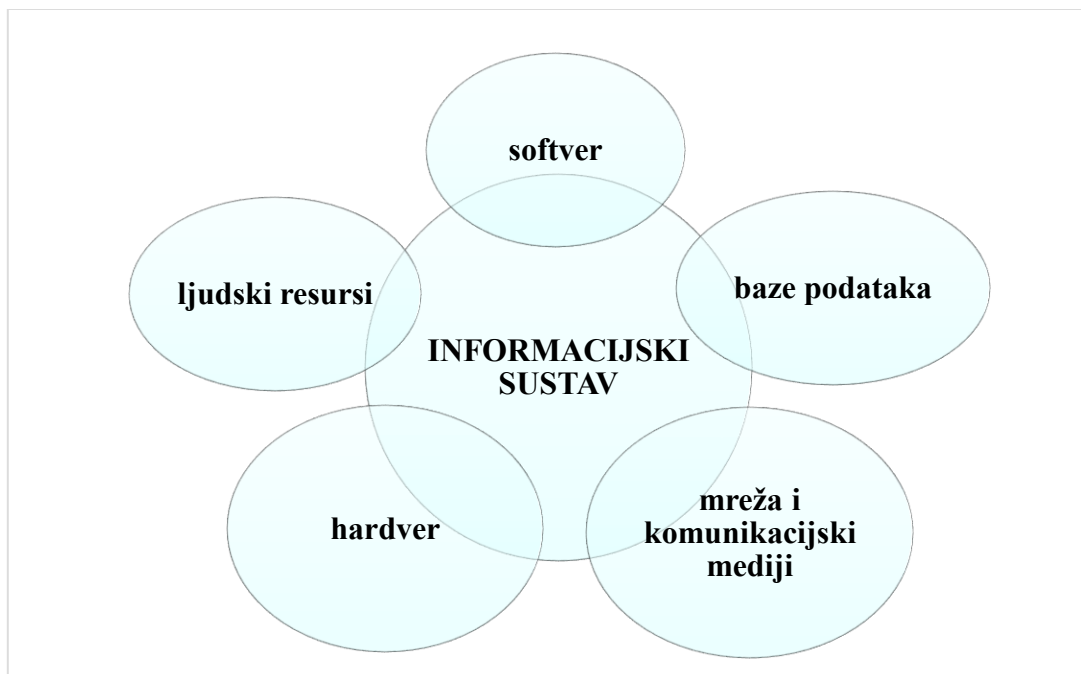 softver
ljudski resursi
baze podataka
INFORMACIJSKI
SUSTAV
hardver
mreža i
komunikacijski
mediji